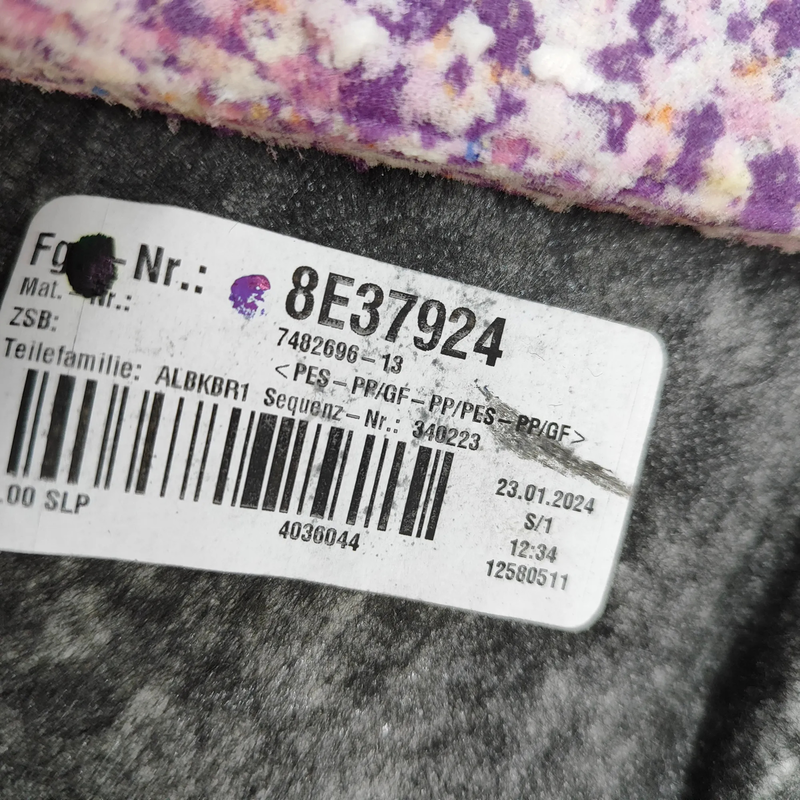 Nr.: 8E37924
Mat. Nr.: 7482696-13
ZSB: <PES-PP/GF-PP/PES-PP/GF>
Teilefamilie: ALBKBR1 Sequenz-Nr.: 340223
.00 SLP
4036044
23.01.2024
S/1
12:34
12580511